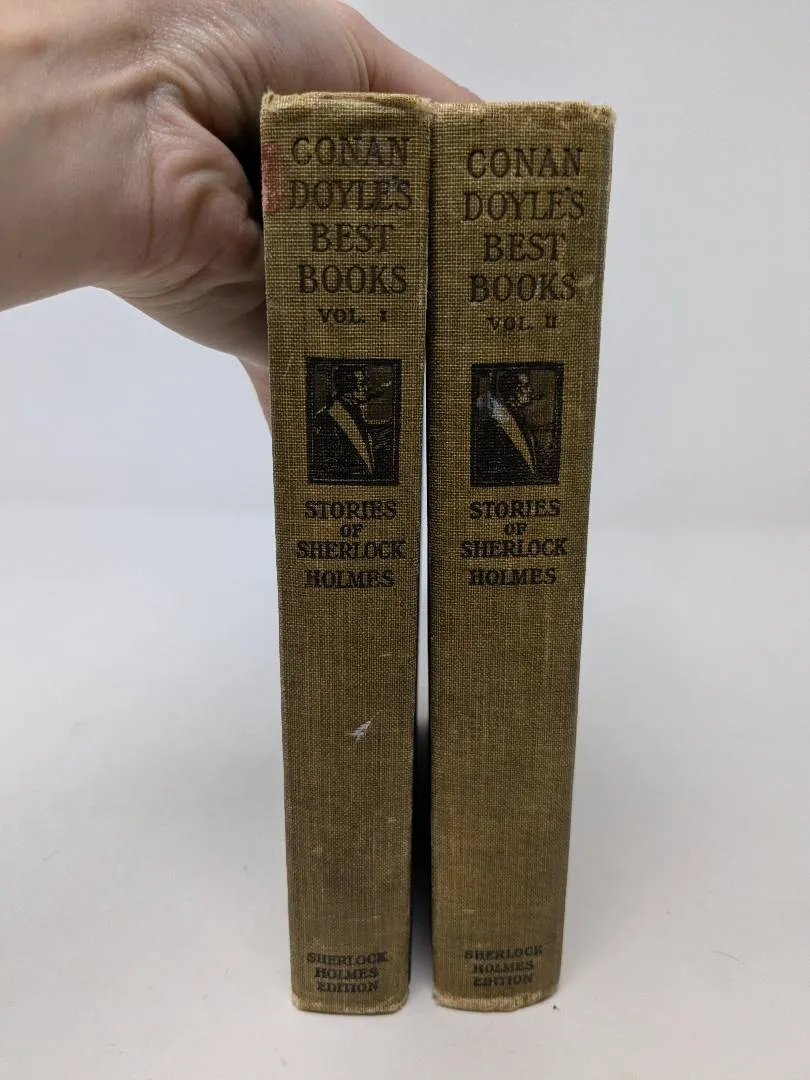 CONAN
DOYLE'S
BEST
BOOKS
VOL. I
STORIES
OF
SHERLOCK
HOLMES
SHERLOCK
HOLMES
EDITION
CONAN
DOYLE'S
BEST
BOOKS
VOL. II
STORIES
OF
SHERLOCK
HOLMES
SHERLOCK
HOLMES
EDITION